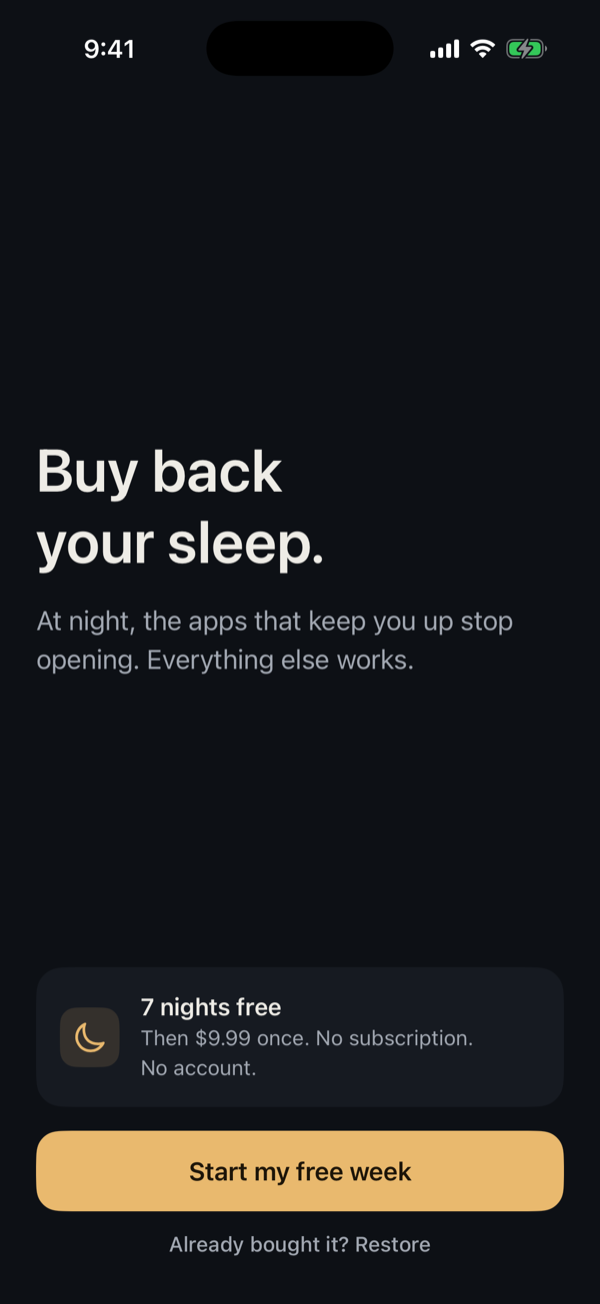 9:41
Buy back
your sleep.
At night, the apps that keep you up stop
opening. Everything else works.
7 nights free
Then $9.99 once. No subscription.
No account.
Start my free week
Already bought it? Restore